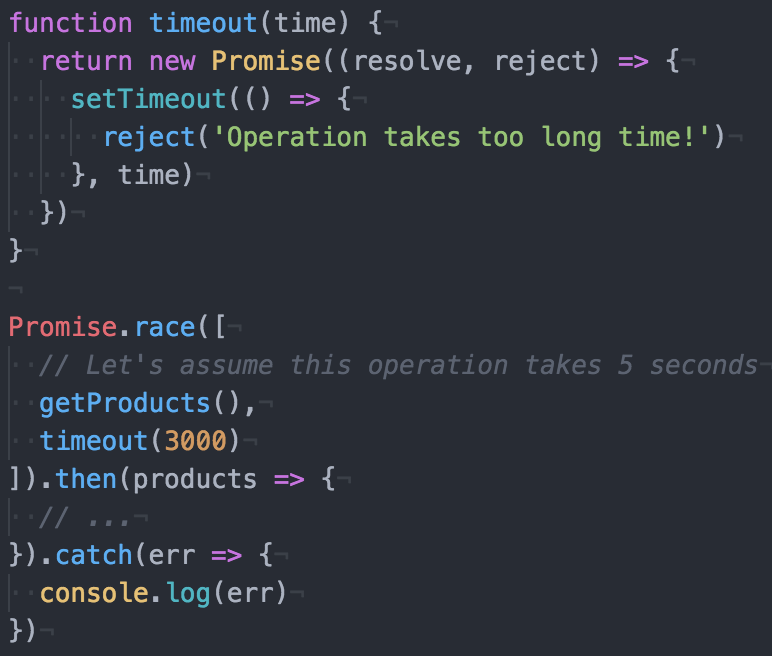 function timeout(time) {
  return new Promise((resolve, reject) => {
    setTimeout(() => {
      reject('Operation takes too long time!')
    }, time)
  })
}

Promise.race([
  // Let's assume this operation takes 5 seconds
  getProducts(),
  timeout(3000)
]).then(products => {
  // ...
}).catch(err => {
  console.log(err)
})